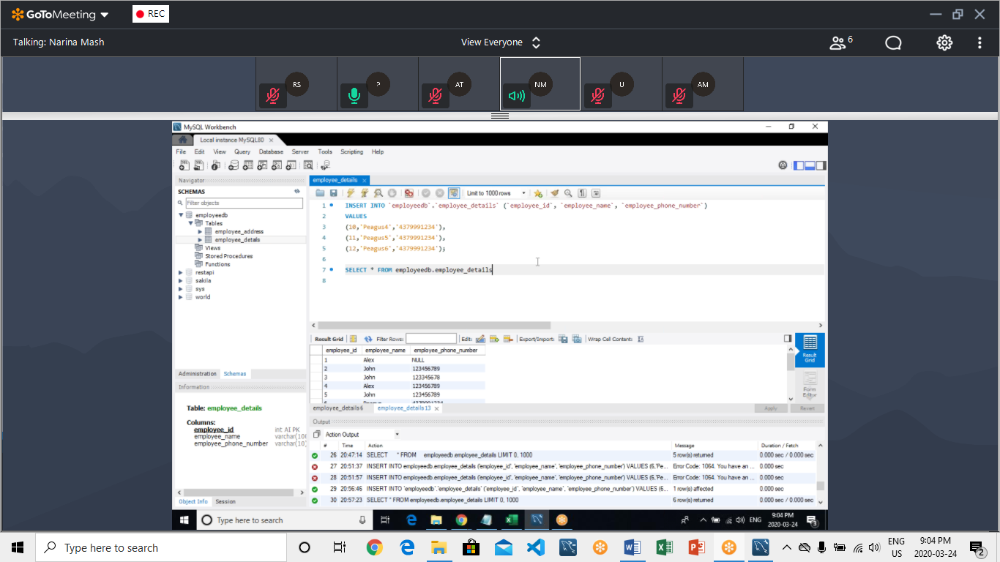 GoToMeeting
REC
Talking: Narina Mash
View Everyone
6
RS
P
AT
NM
U
AM
MySQL Workbench
Local instance MySQL80
File Edit View Query Database Server Tools Scripting Help
Navigator
SCHEMAS
Filter objects
employeedb
Tables
employee_address
employee_details
Views
Stored Procedures
Functions
restapi
sakila
sys
world
Administration Schemas
Information
Table: employee_details
Columns:
employee_id int AI PK
employee_name varchar(100
employee_phone_number varchar(10)
Object Info Session
employee_details
Limit to 1000 rows
1 INSERT INTO `employeedb`.`employee_details` (`employee_id`, `employee_name`, `employee_phone_number`)
2 VALUES
3 (10,'Peagus4','4379991234'),
4 (11,'Peagus5','4379991234'),
5 (12,'Peagus6','4379991234');
6
7 SELECT * FROM employeedb.employee_details
8
Result Grid Filter Rows: Edit: Export/Import: Wrap Cell Content:
employee_id employee_name employee_phone_number
1 Alex NULL
2 John 123456789
3 John 123345678
4 Alex 123456789
5 John 123456789
Result Grid
Form Editor
employee_details6 employee_details13
Apply Revert
Output
Action Output
# Time Action Message Duration / Fetch
26 20:47:14 SELECT * FROM employeedb.employee_details LIMIT 0, 1000 5 row(s) returned 0.000 sec / 0.000 sec
27 20:51:37 INSERT INTO employeedb.employee_details ('employee_id', 'employee_name', 'employee_phone_number') VALUES (6,'Pe... Error Code: 1064. You have an ... 0.000 sec
28 20:51:57 INSERT INTO employeedb.employee_details ('employee_id', 'employee_name', 'employee_phone_number') VALUES (6,'Pe... Error Code: 1064. You have an ... 0.000 sec
29 20:56:46 INSERT INTO `employeedb`.`employee_details` (`employee_id`, `employee_name`, `employee_phone_number`) VALUES (6... 1 row(s) affected 0.000 sec
30 20:57:23 SELECT * FROM employeedb.employee_details LIMIT 0, 1000 6 row(s) returned 0.000 sec / 0.000 sec
Type here to search
ENG
9:04 PM
2020-03-24
3
Type here to search
ENG
US
9:04 PM
2020-03-24
2